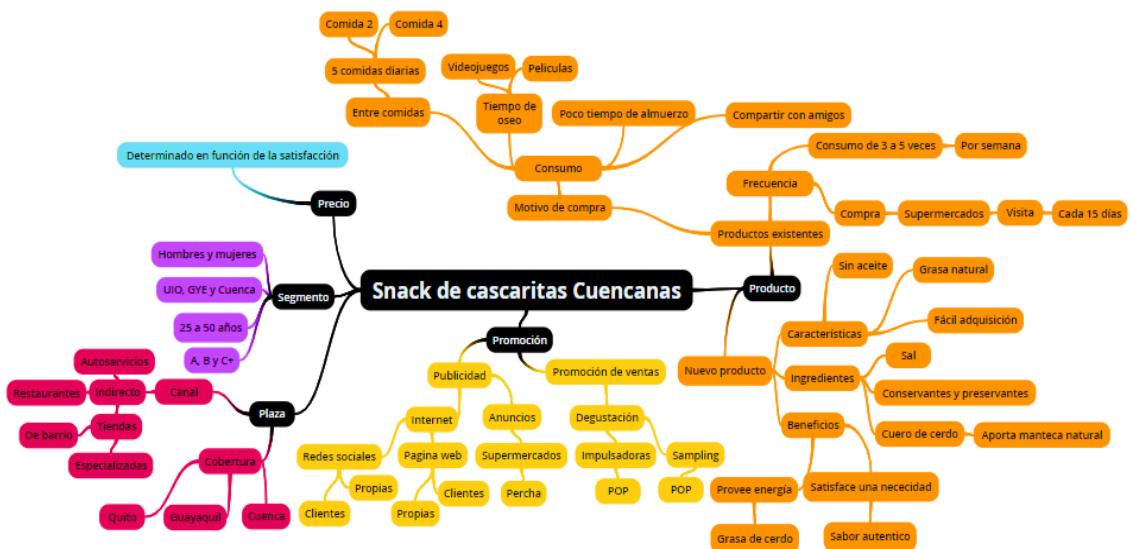 Comida 2
Comida 4
5 comidas diarias
Entre comidas
Videojuegos
Peliculas
Tiempo de
oseo
Poco tiempo de almuerzo
Compartir con amigos
Consumo
Motivo de compra
Consumo de 3 a 5 veces
Por semana
Frecuencia
Compra
Supermercados
Visita
Cada 15 días
Productos existentes
Determinado en función de la satisfacción
Precio
Hombres y mujeres
UIO, GYE y Cuenca
Segmento
25 a 50 años
A, B y C+
Snack de cascaritas Cuencanas
Producto
Sin aceite
Grasa natural
Características
Fácil adquisición
Nuevo producto
Ingredientes
Sal
Conservantes y preservantes
Cuero de cerdo
Aporta manteca natural
Beneficios
Provee energía
Grasa de cerdo
Satisface una nececidad
Sabor autentico
Autoservicios
Restaurantes
Indirecto
Canal
Plaza
De barrio
Tiendas
Especializadas
Cobertura
Quito
Guayaquil
Cuenca
Promoción
Publicidad
Promoción de ventas
Internet
Anuncios
Degustación
Redes sociales
Pagina web
Supermercados
Impulsadoras
Sampling
Propias
Clientes
Clientes
Propias
Percha
POP
POP